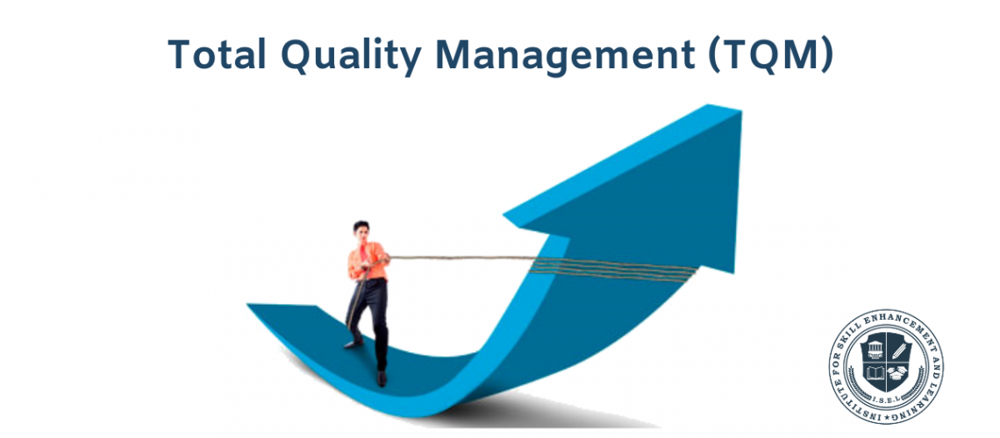 Total Quality Management (TQM)
INSTITUTE FOR SKILL ENHANCEMENT AND LEARNING
I.S.E.L